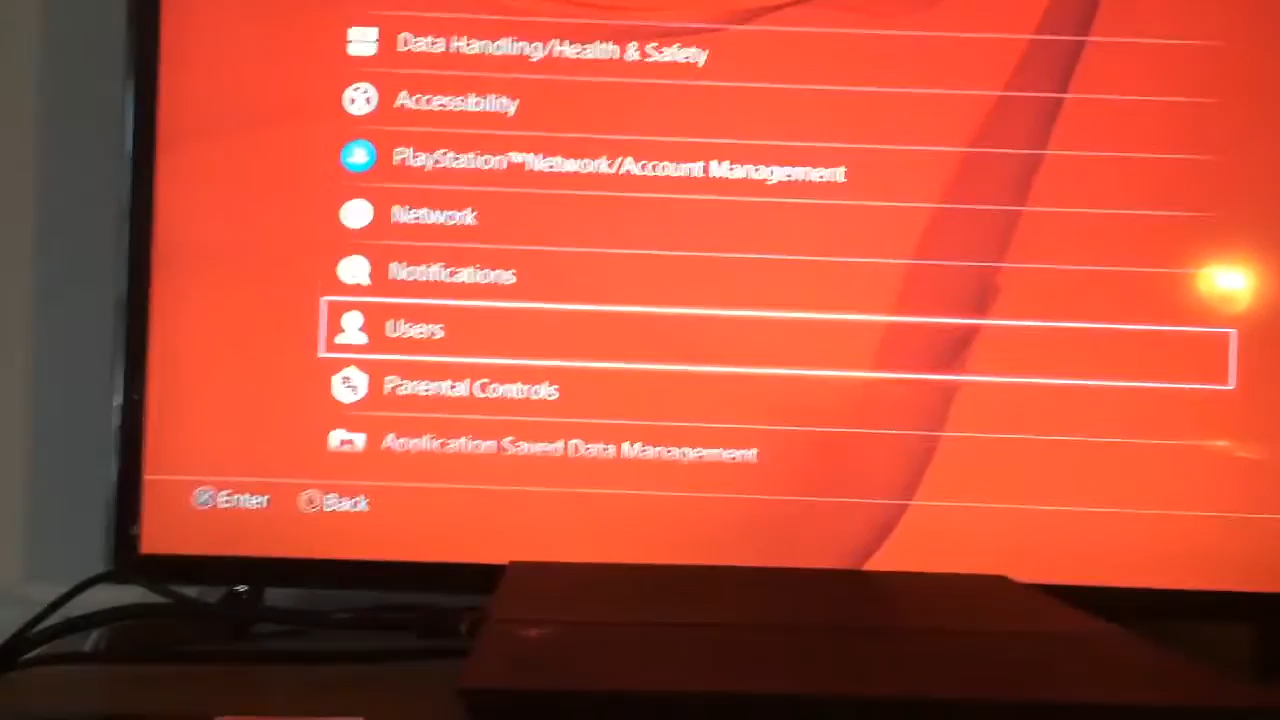 Data Handling/Health & Safety
Accessibility
PlayStation™Network/Account Management
Network
Notifications
Users
Parental Controls
Application Saved Data Management
Enter
Back